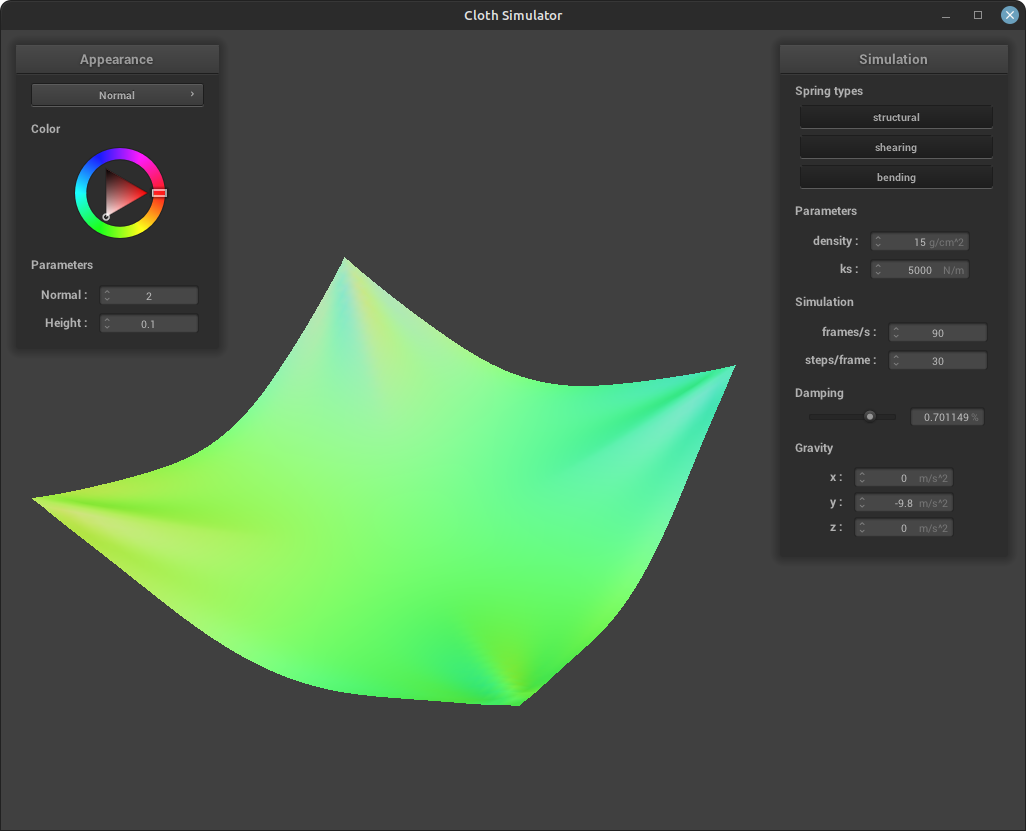 Cloth Simulator
Appearance
Normal ›
Color
Parameters
Normal : 2
Height : 0.1
Simulation
Spring types
structural
shearing
bending
Parameters
density : 15 g/cm^2
ks : 5000 N/m
Simulation
frames/s : 90
steps/frame : 30
Damping
0.701149 %
Gravity
x : 0 m/s^2
y : -9.8 m/s^2
z : 0 m/s^2